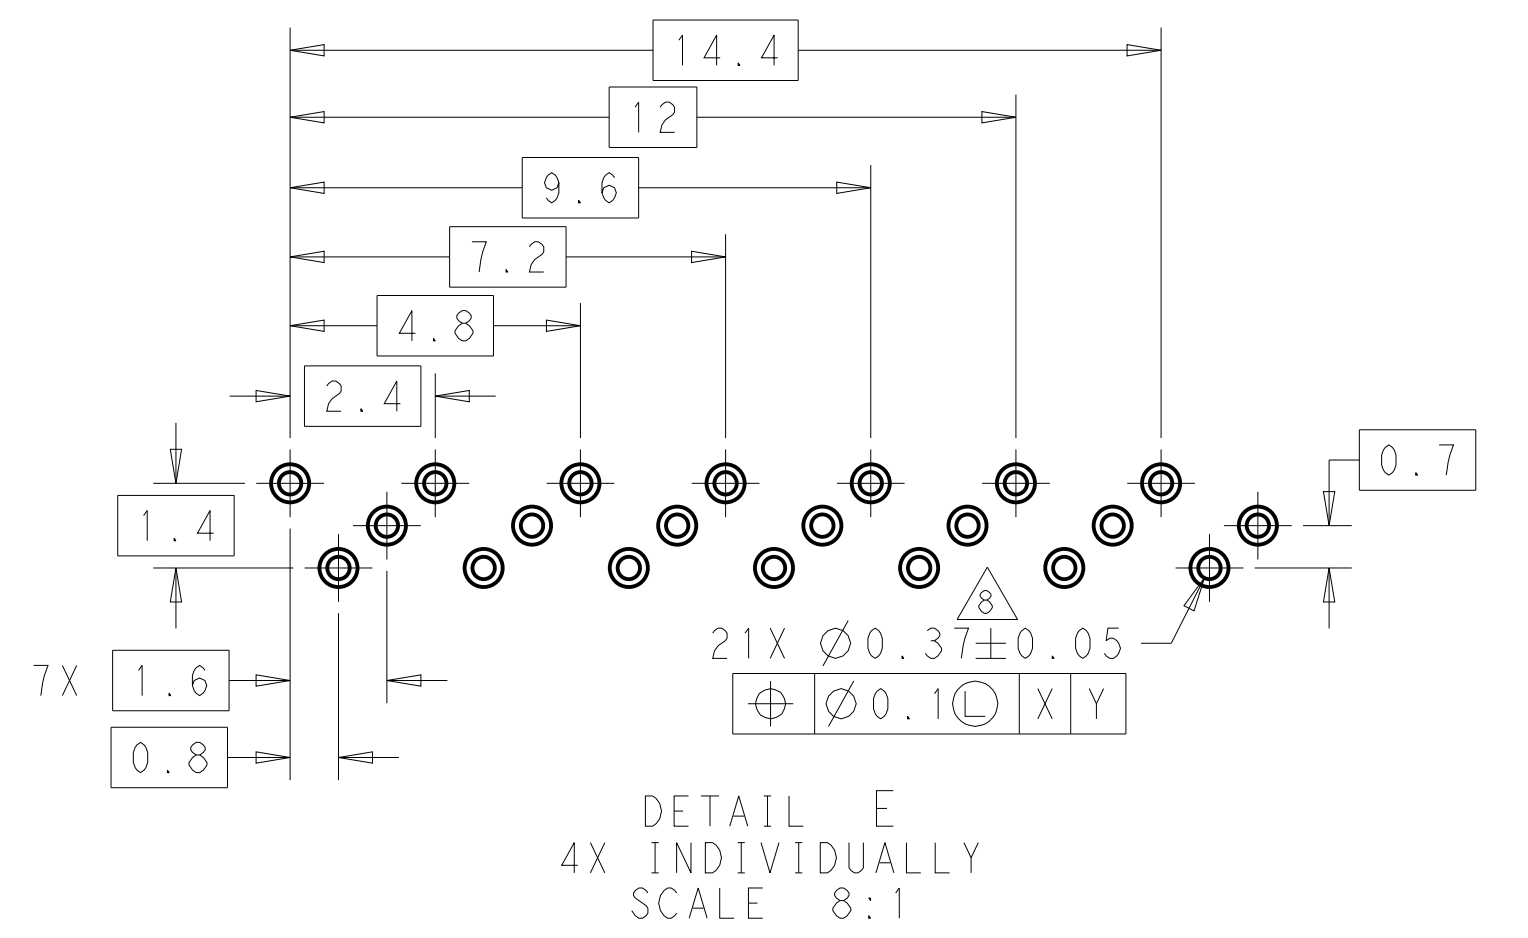 14.4
12
9.6
7.2
4.8
2.4
0.7
1.4
8
21X ⌀0.37±0.05
7X 1.6
⌖ ⌀0.1Ⓛ X Y
0.8
DETAIL E
4X INDIVIDUALLY
SCALE 8:1